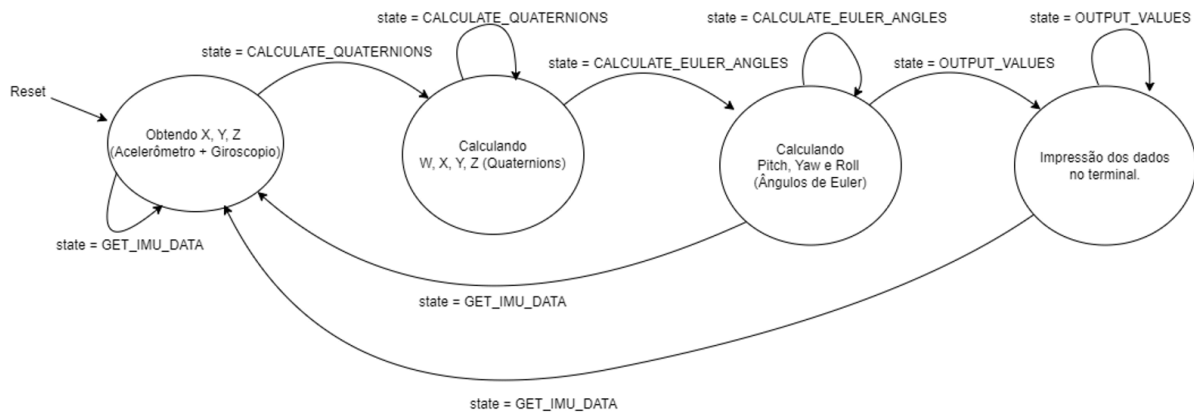 state = CALCULATE_QUATERNIONS
state = CALCULATE_EULER_ANGLES
state = OUTPUT_VALUES
state = CALCULATE_QUATERNIONS
state = CALCULATE_EULER_ANGLES
state = OUTPUT_VALUES
Reset
Obtendo X, Y, Z
(Acelerômetro + Giroscopio)
Calculando
W, X, Y, Z (Quaternions)
Calculando
Pitch, Yaw e Roll
(Ângulos de Euler)
Impressão dos dados
no terminal.
state = GET_IMU_DATA
state = GET_IMU_DATA
state = GET_IMU_DATA